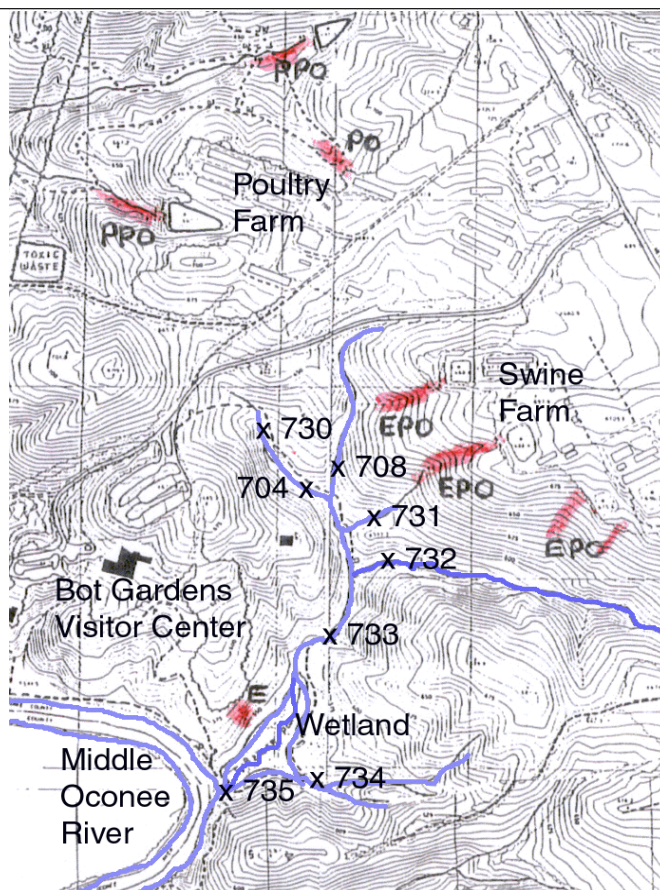 PPO
PO
Poultry
Farm
PPO
TOXIC
WASTE
Swine
Farm
EPO
730
708
EPO
704
731
EPO
732
Bot Gardens
Visitor Center
733
E
Wetland
Middle
Oconee
River
734
735